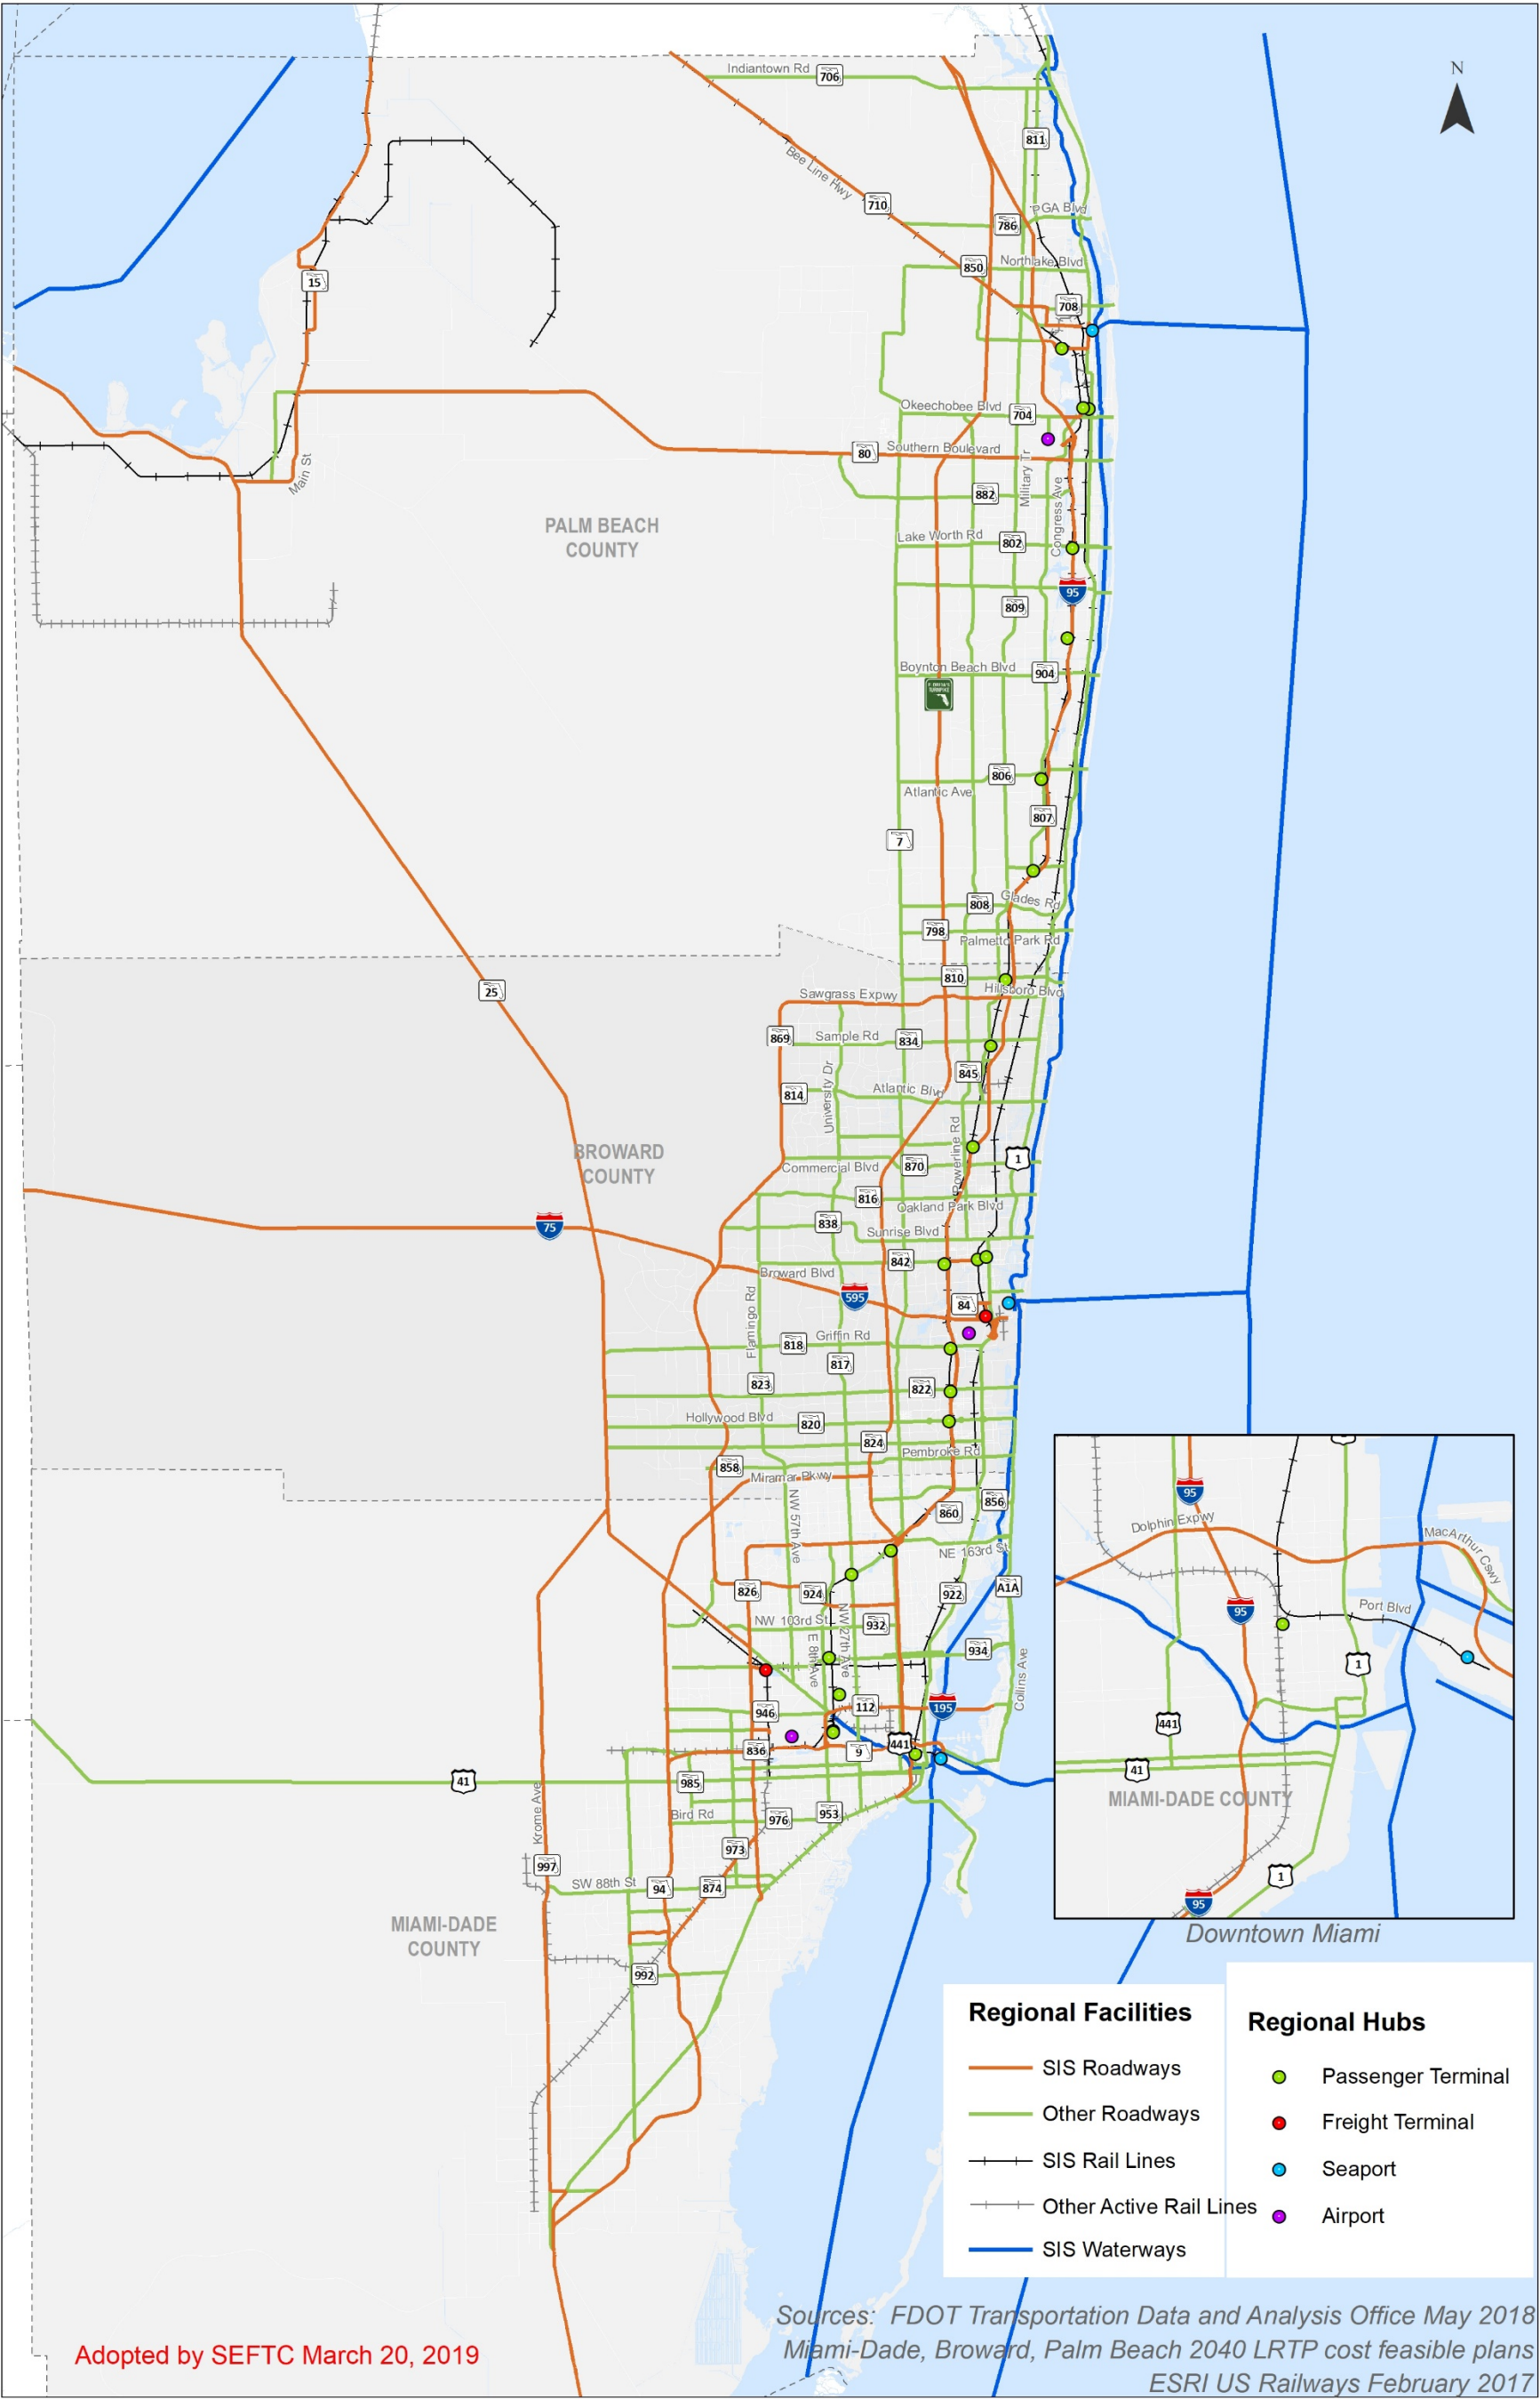 N
Indiantown Rd
706
811
Bee Line Hwy
710
PGA Blvd
786
Northlake Blvd
850
15
708
Okeechobee Blvd
704
80
Southern Boulevard
Main St
Military Tr
882
Congress Ave
PALM BEACH
COUNTY
Lake Worth Rd
802
95
809
Boynton Beach Blvd
904
806
Atlantic Ave
807
7
Glades Rd
808
798
Palmetto Park Rd
810
Hillsboro Blvd
25
Sawgrass Expwy
869
Sample Rd
834
University Dr
845
814
Atlantic Blvd
Powerline Rd
BROWARD
COUNTY
Commercial Blvd
870
1
816
Oakland Park Blvd
75
838
Sunrise Blvd
842
Broward Blvd
595
84
Flamingo Rd
Griffin Rd
818
817
823
822
Hollywood Blvd
820
824
Pembroke Rd
858
Miramar Pkwy
NW 57th Ave
856
860
NE 163rd St
826
924
922
A1A
NW 103rd St
NW 27th Ave
932
E 8th Ave
934
Collins Ave
946
112
195
836
9
441
41
985
Krome Ave
Bird Rd
976
953
973
997
SW 88th St
94
874
MIAMI-DADE
COUNTY
992
95
Dolphin Expwy
MacArthur Cswy
95
Port Blvd
1
441
41
MIAMI-DADE COUNTY
1
95
Downtown Miami
Regional Facilities
SIS Roadways
Other Roadways
SIS Rail Lines
Other Active Rail Lines
SIS Waterways
Regional Hubs
Passenger Terminal
Freight Terminal
Seaport
Airport
Sources: FDOT Transportation Data and Analysis Office May 2018
Miami-Dade, Broward, Palm Beach 2040 LRTP cost feasible plans
ESRI US Railways February 2017
Adopted by SEFTC March 20, 2019